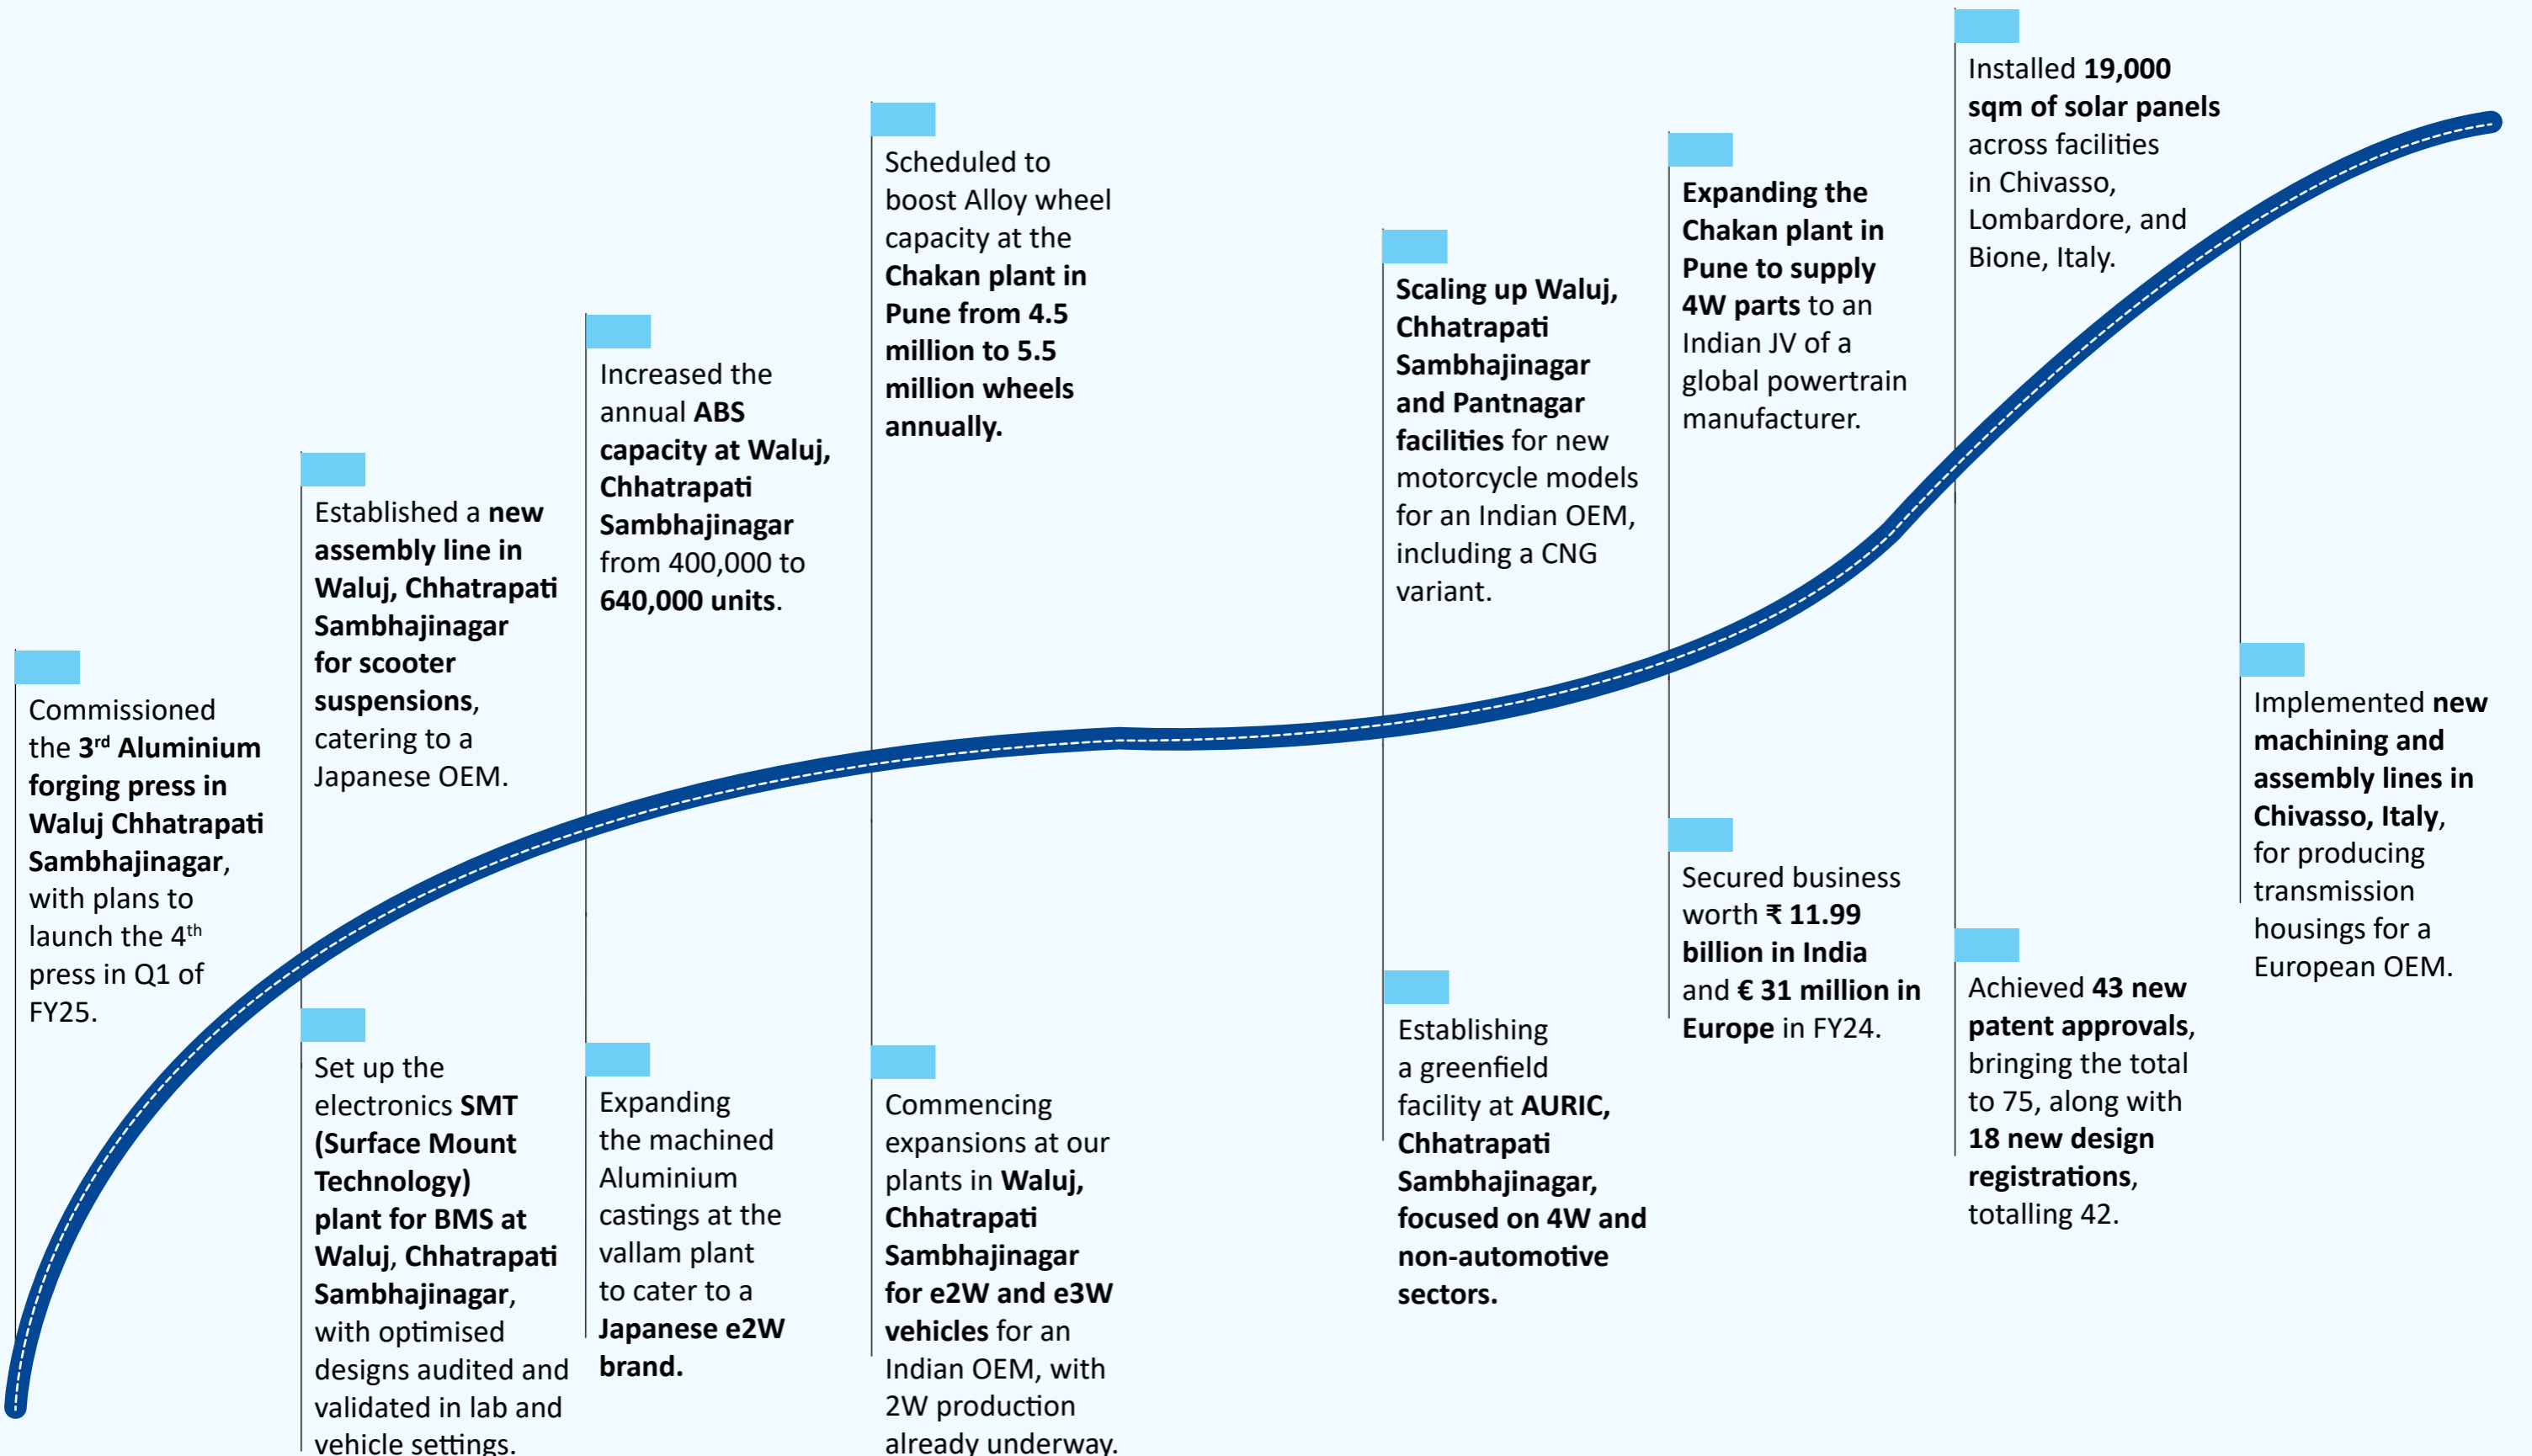 Commissioned
the 3rd Aluminium
forging press in
Waluj Chhatrapati
Sambhajinagar,
with plans to
launch the 4th
press in Q1 of
FY25.
Established a new
assembly line in
Waluj, Chhatrapati
Sambhajinagar
for scooter
suspensions,
catering to a
Japanese OEM.
Set up the
electronics SMT
(Surface Mount
Technology)
plant for BMS at
Waluj, Chhatrapati
Sambhajinagar,
with optimised
designs audited and
validated in lab and
vehicle settings.
Increased the
annual ABS
capacity at Waluj,
Chhatrapati
Sambhajinagar
from 400,000 to
640,000 units.
Expanding
the machined
Aluminium
castings at the
vallam plant
to cater to a
Japanese e2W
brand.
Scheduled to
boost Alloy wheel
capacity at the
Chakan plant in
Pune from 4.5
million to 5.5
million wheels
annually.
Commencing
expansions at our
plants in Waluj,
Chhatrapati
Sambhajinagar
for e2W and e3W
vehicles for an
Indian OEM, with
2W production
already underway.
Scaling up Waluj,
Chhatrapati
Sambhajinagar
and Pantnagar
facilities for new
motorcycle models
for an Indian OEM,
including a CNG
variant.
Establishing
a greenfield
facility at AURIC,
Chhatrapati
Sambhajinagar,
focused on 4W and
non-automotive
sectors.
Expanding the
Chakan plant in
Pune to supply
4W parts to an
Indian JV of a
global powertrain
manufacturer.
Secured business
worth ₹ 11.99
billion in India
and € 31 million in
Europe in FY24.
Installed 19,000
sqm of solar panels
across facilities
in Chivasso,
Lombardore, and
Bione, Italy.
Achieved 43 new
patent approvals,
bringing the total
to 75, along with
18 new design
registrations,
totalling 42.
Implemented new
machining and
assembly lines in
Chivasso, Italy,
for producing
transmission
housings for a
European OEM.